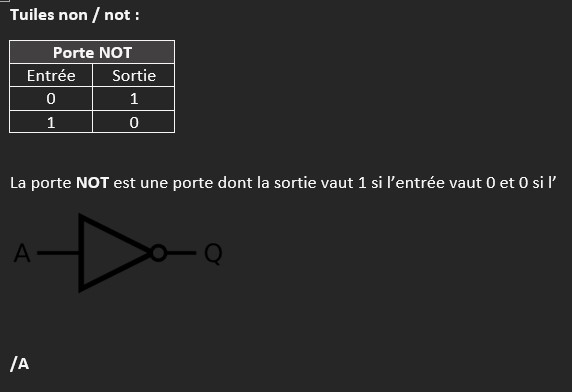 Tuiles non / not :
Porte NOT
Entrée Sortie
0 1
1 0
La porte NOT est une porte dont la sortie vaut 1 si l’entrée vaut 0 et 0 si l’
A Q
/A